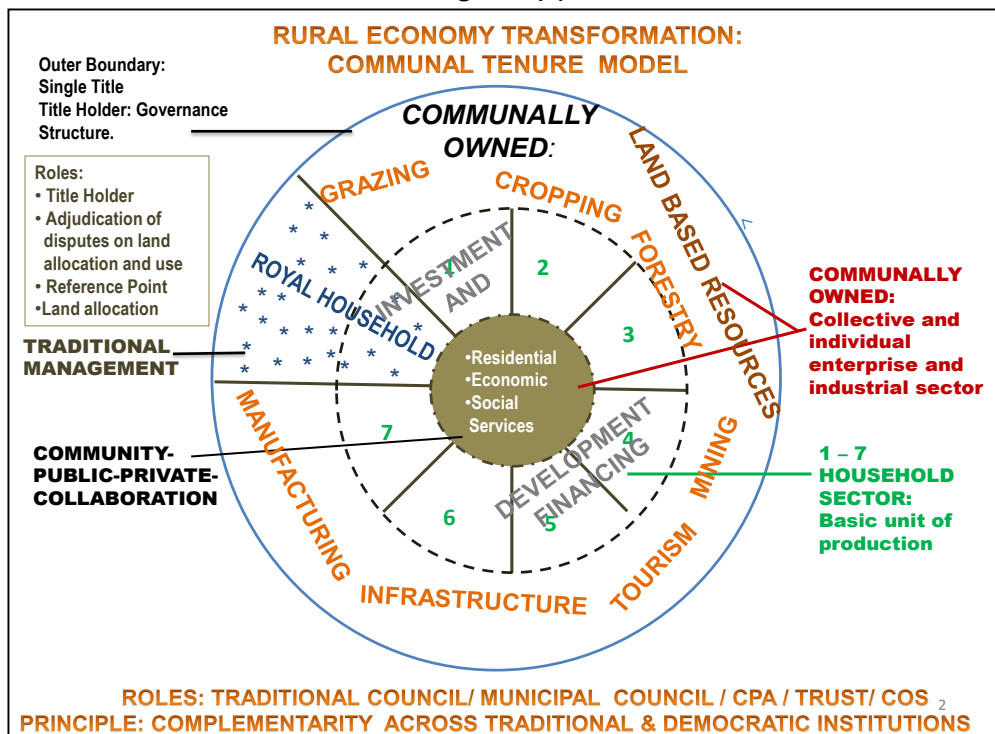 RURAL ECONOMY TRANSFORMATION:
COMMUNAL TENURE MODEL
Outer Boundary:
Single Title
Title Holder: Governance
Structure.
Roles:
• Title Holder
• Adjudication of
disputes on land
allocation and use
• Reference Point
•Land allocation
TRADITIONAL
MANAGEMENT
COMMUNITY-
PUBLIC-PRIVATE-
COLLABORATION
COMMUNALLY
OWNED:
GRAZING
CROPPING
FORESTRY
LAND BASED RESOURCES
MINING
TOURISM
INFRASTRUCTURE
MANUFACTURING
ROYAL HOUSEHOLD
INVESTMENT
AND
DEVELOPMENT
FINANCING
1
2
3
4
5
6
7
•Residential
•Economic
•Social
Services
COMMUNALLY
OWNED:
Collective and
individual
enterprise and
industrial sector
1 – 7
HOUSEHOLD
SECTOR:
Basic unit of
production
ROLES: TRADITIONAL COUNCIL/ MUNICIPAL COUNCIL / CPA / TRUST/ COS
2
PRINCIPLE: COMPLEMENTARITY ACROSS TRADITIONAL & DEMOCRATIC INSTITUTIONS